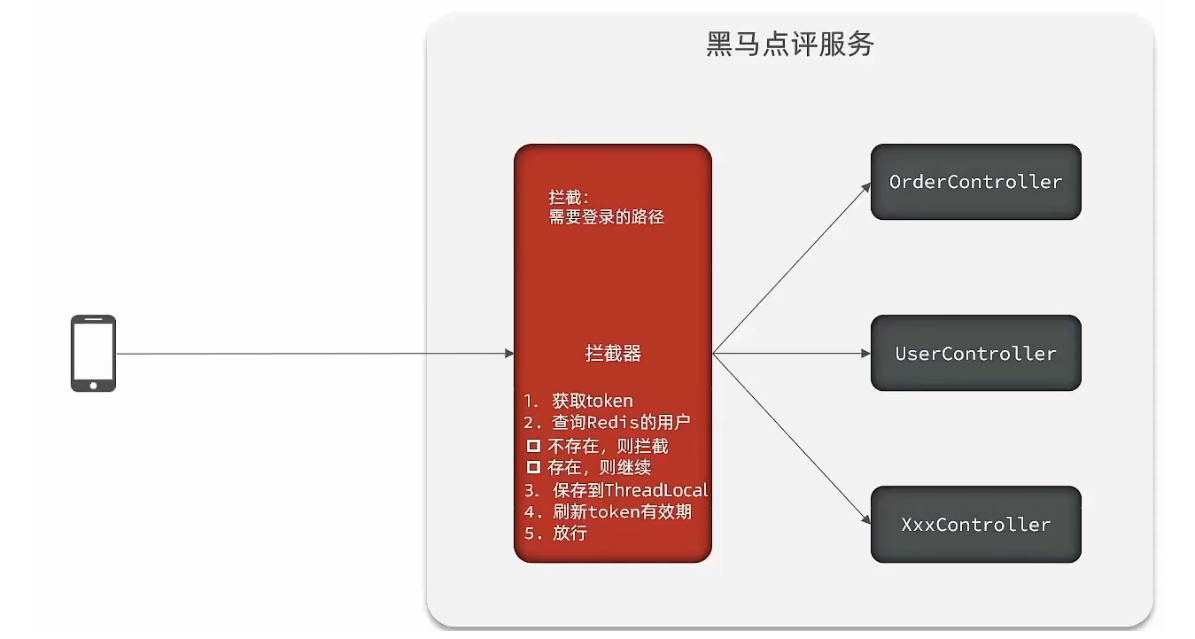 黑马点评服务
拦截：
需要登录的路径
拦截器
1. 获取token
2. 查询Redis的用户
不存在，则拦截
存在，则继续
3. 保存到ThreadLocal
4. 刷新token有效期
5. 放行
OrderController
UserController
XxxController